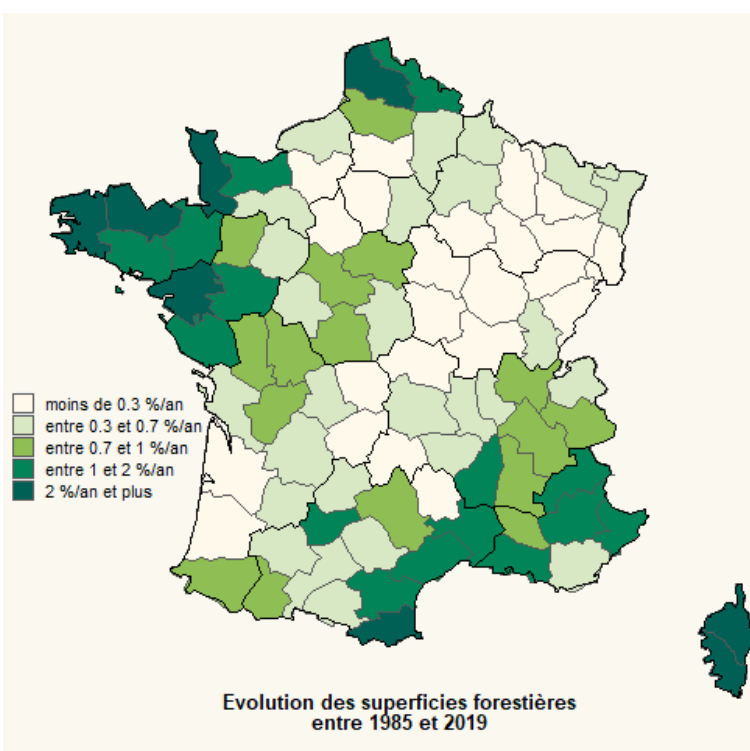 moins de 0.3 %/an
entre 0.3 et 0.7 %/an
entre 0.7 et 1 %/an
entre 1 et 2 %/an
2 %/an et plus
Evolution des superficies forestières
entre 1985 et 2019